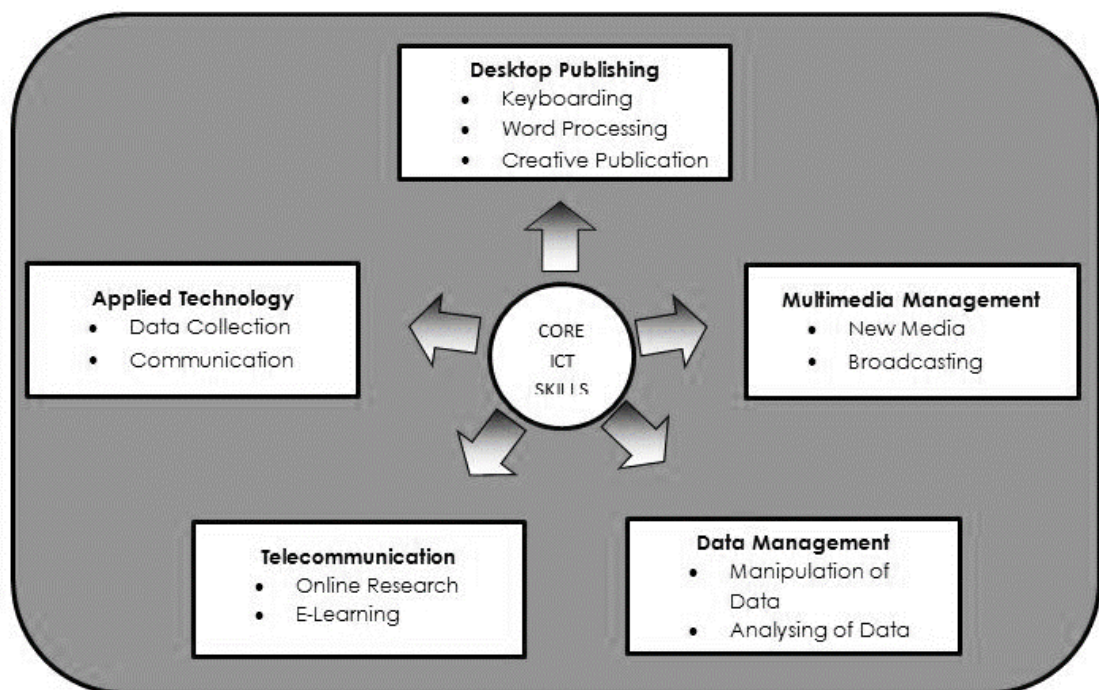 Desktop Publishing
• Keyboarding
• Word Processing
• Creative Publication
Applied Technology
• Data Collection
• Communication
CORE
ICT
SKILLS
Multimedia Management
• New Media
• Broadcasting
Telecommunication
• Online Research
• E-Learning
Data Management
• Manipulation of
Data
• Analysing of Data